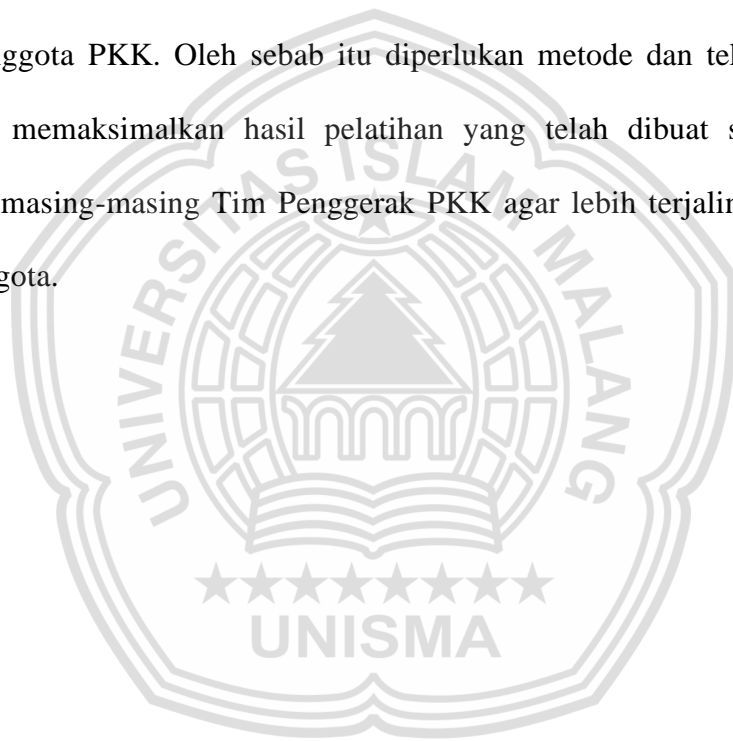 nggota PKK. Oleh sebab itu diperlukan metode dan tel
memaksimalkan hasil pelatihan yang telah dibuat s
masing-masing Tim Penggerak PKK agar lebih terjalin
gota.
UNIVERSITAS ISLAM MALANG
UNISMA